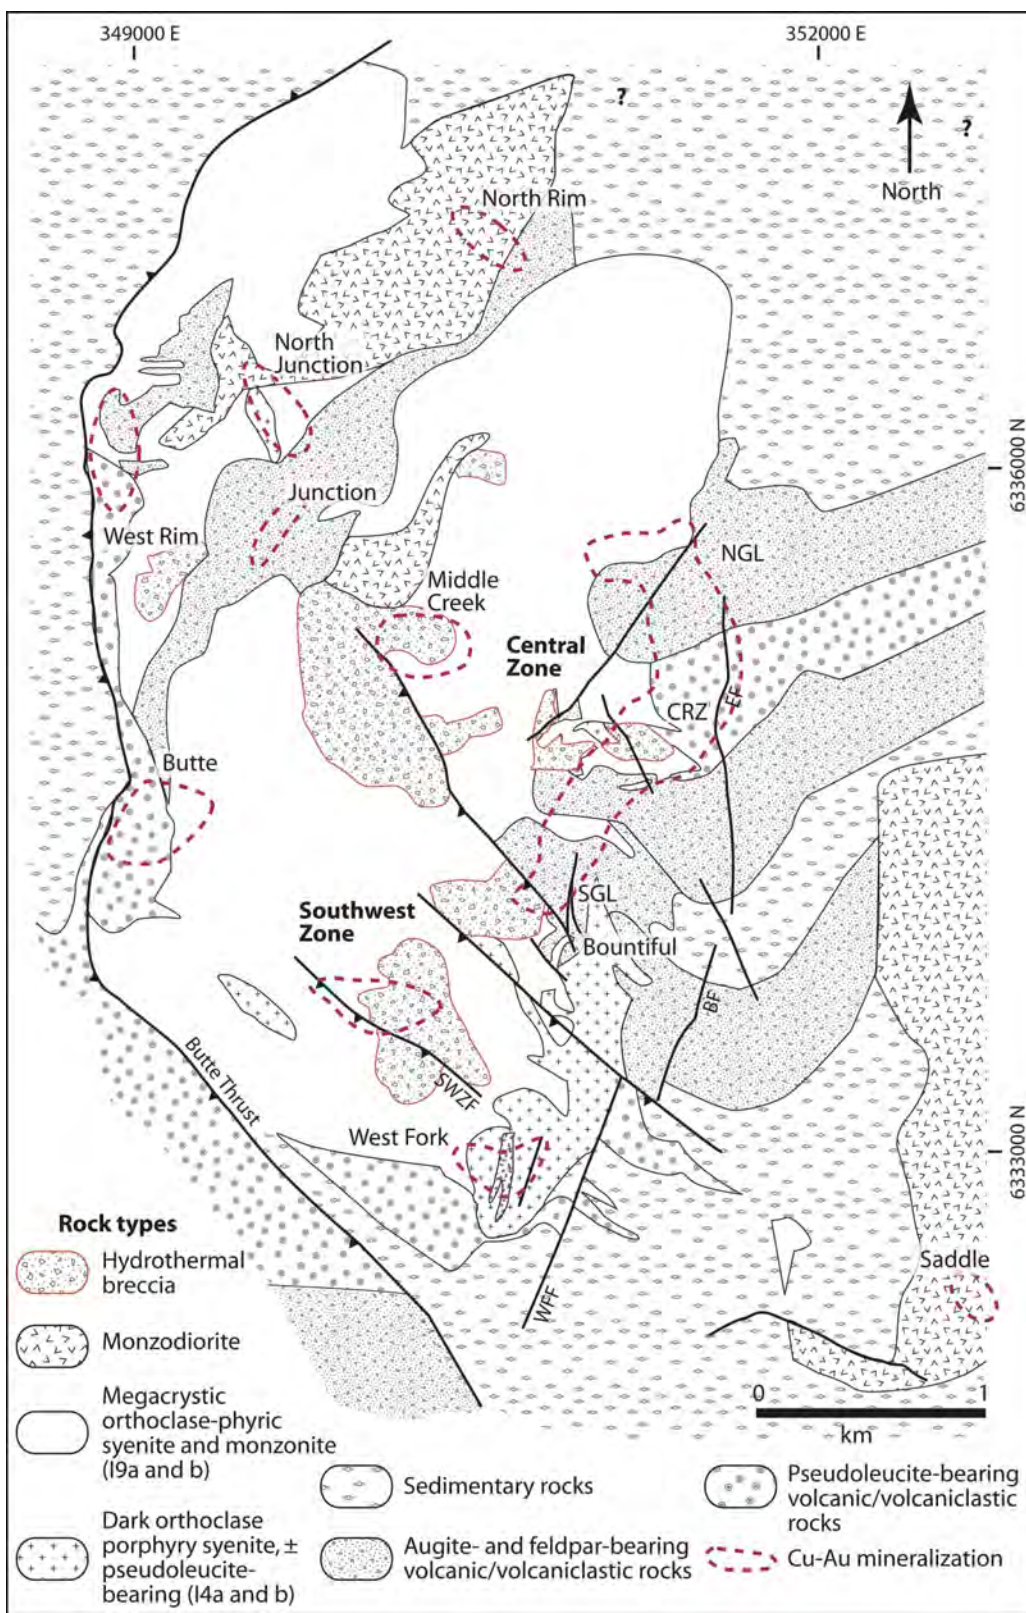 349000 E
352000 E
?
?
North
North Rim
North
Junction
6336000 N
Junction
NGL
West Rim
Middle
Creek
Central
Zone
EF
CRZ
Butte
SGL
Southwest
Zone
Bountiful
BF
Butte Thrust
SWZF
West Fork
6333000 N
WFF
Saddle
0
1
km
Rock types
Hydrothermal
breccia
Monzodiorite
Megacrystic
orthoclase-phyric
syenite and monzonite
(I9a and b)
Dark orthoclase
porphyry syenite, ±
pseudoleucite-
bearing (I4a and b)
Sedimentary rocks
Augite- and feldpar-bearing
volcanic/volcaniclastic rocks
Pseudoleucite-bearing
volcanic/volcaniclastic
rocks
Cu-Au mineralization